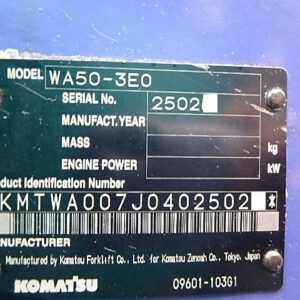 MODEL WA50-3E0
SERIAL No. 2502
MANUFACT.YEAR
MASS kg
ENGINE POWER kW
duct Identification Number
KMTWA007J0402502 *
NUFACTURER
Manufactured by Komatsu Forklift Co., Ltd. for Komatsu Zenoah Co., Tokyo, Japan
KOMATSU 09601-103G1